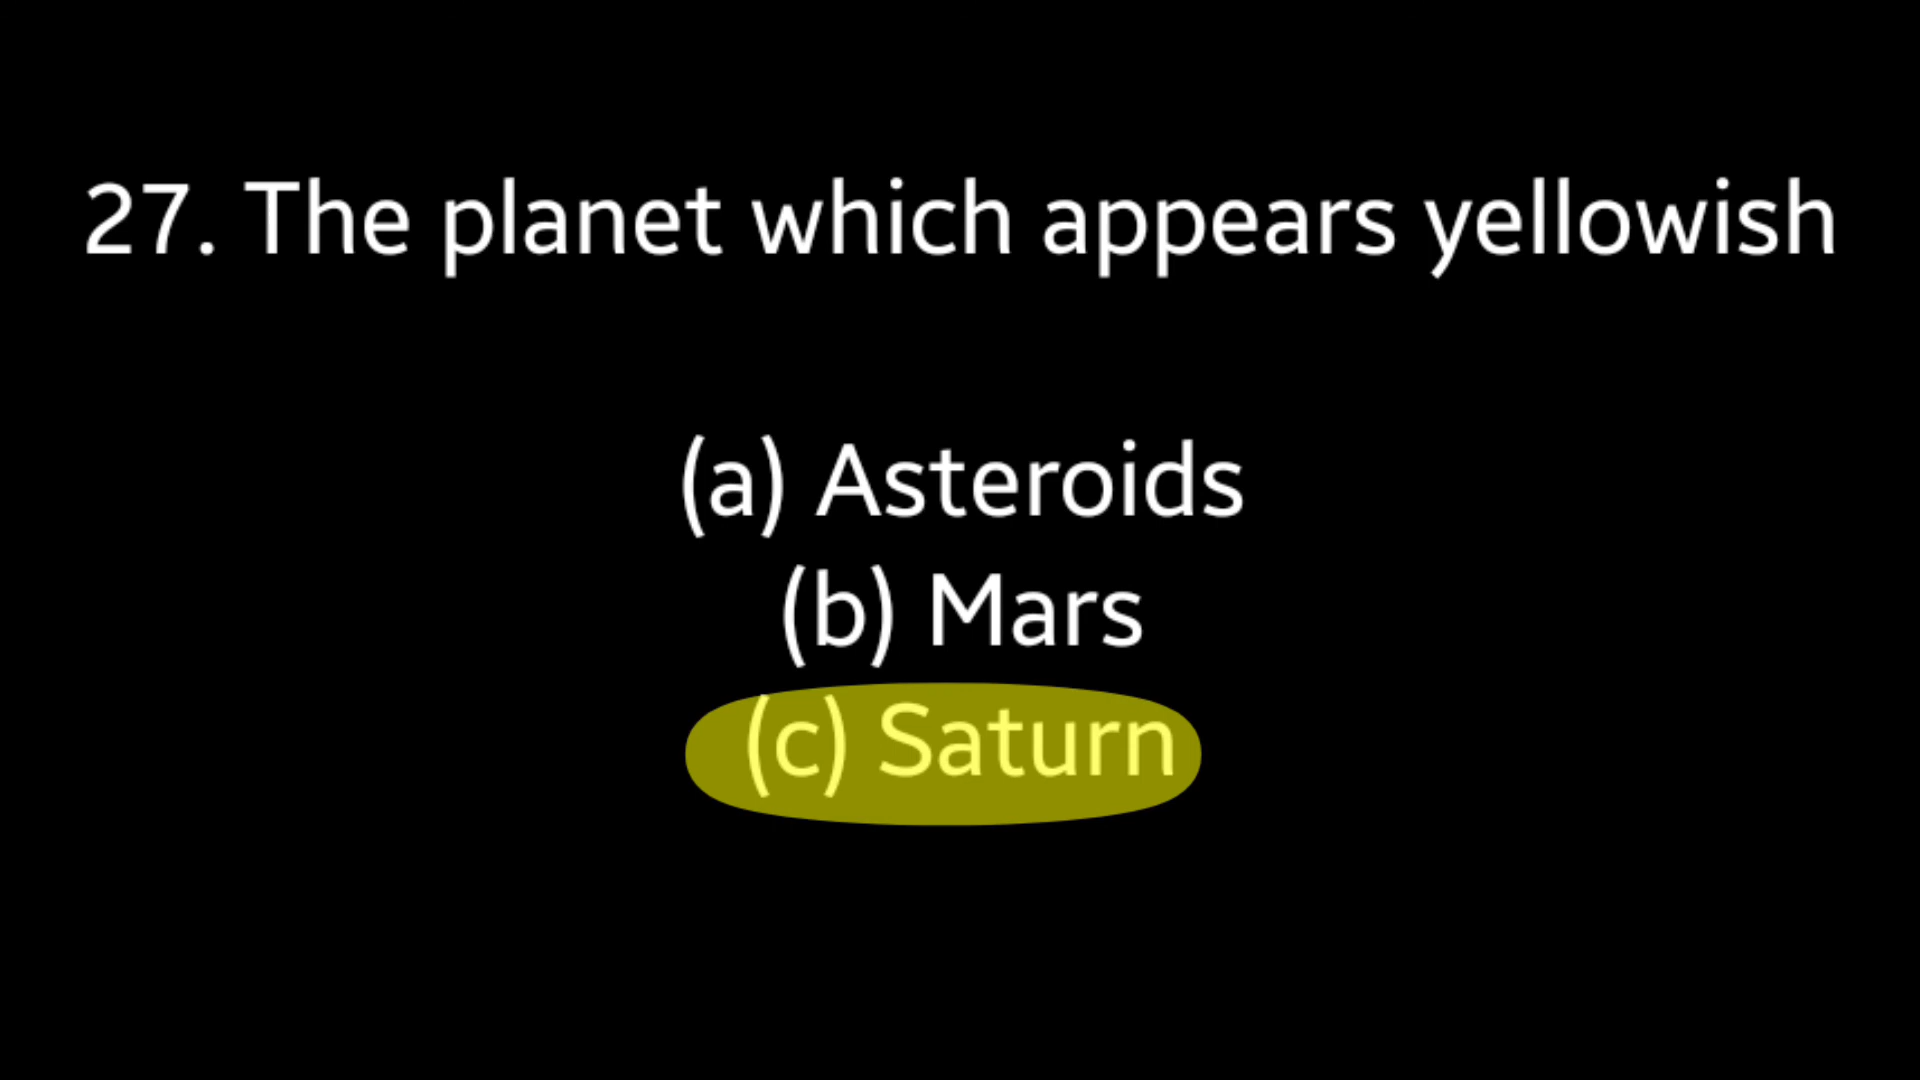 27. The planet which appears yellowish
(a) Asteroids
(b) Mars
(c) Saturn